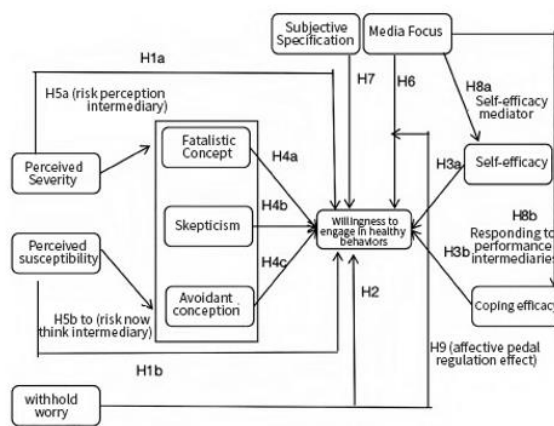 Subjective
Specification
Media Focus
H1a
H7
H6
H5a (risk perception
intermediary)
H8a
Self-efficacy
mediator
Fatalistic
Concept
H4a
Perceived
Severity
H3a
Self-efficacy
H4b
Skepticism
Willingness to
engage in healthy
behaviors
H8b
Responding to
performance
intermediaries
Perceived
susceptibility
H4c
H3b
Avoidant
conception
H2
Coping efficacy
H5b to (risk now
think intermediary)
H9 (affective pedal
regulation effect)
H1b
withhold
worry